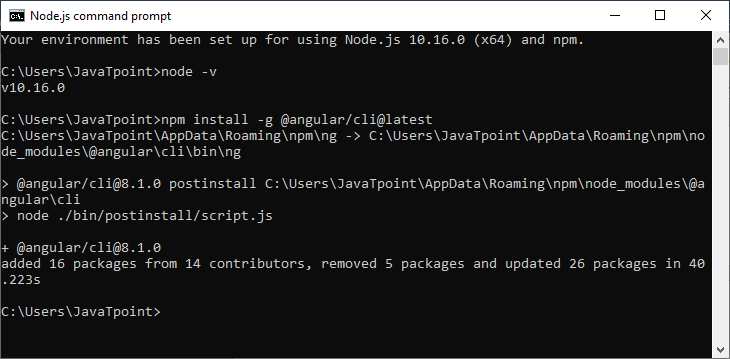 Node.js command prompt
Your environment has been set up for using Node.js 10.16.0 (x64) and npm.
C:\Users\JavaTpoint>node -v
v10.16.0
C:\Users\JavaTpoint>npm install -g @angular/cli@latest
C:\Users\JavaTpoint\AppData\Roaming\npm\ng -> C:\Users\JavaTpoint\AppData\Roaming\npm\no
de_modules\@angular\cli\bin\ng
> @angular/cli@8.1.0 postinstall C:\Users\JavaTpoint\AppData\Roaming\npm\node_modules\@a
ngular\cli
> node ./bin/postinstall/script.js
+ @angular/cli@8.1.0
added 16 packages from 14 contributors, removed 5 packages and updated 26 packages in 40
.223s
C:\Users\JavaTpoint>